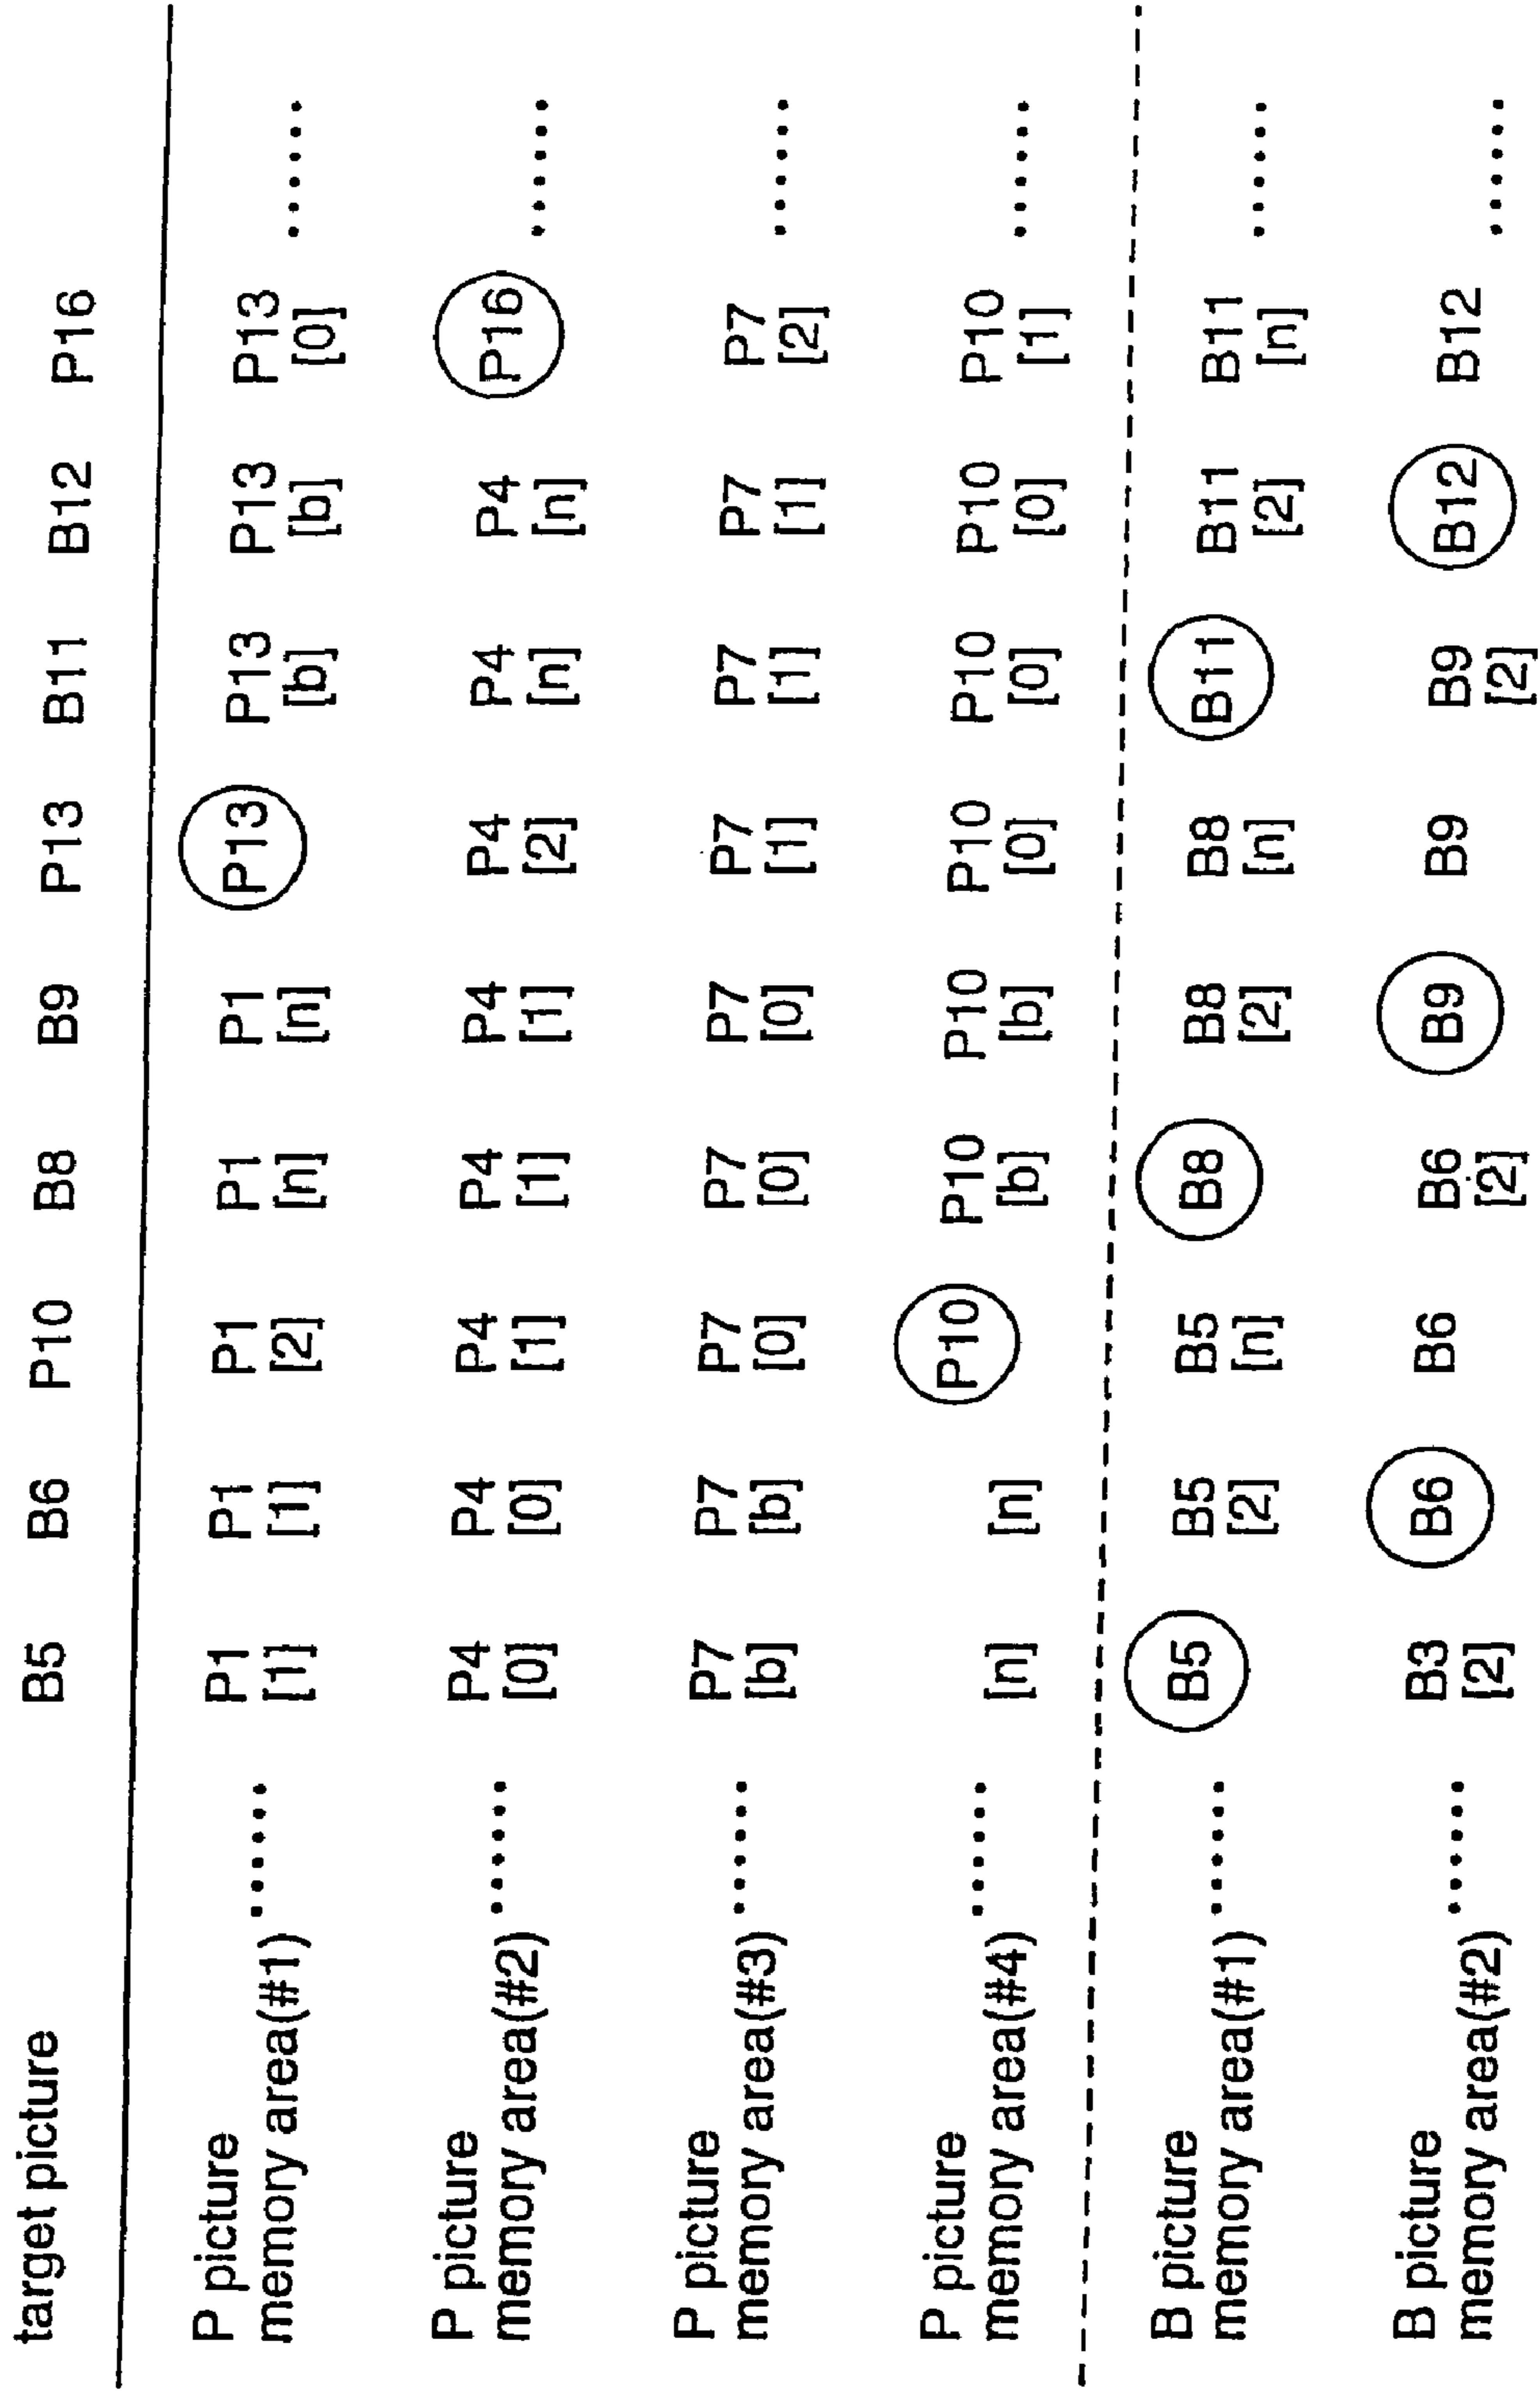 target picture B5 B6 P10 B8 B9 P13 B11 B12 P16
P picture P1 P1 P1 P1 P1 P13 P13 P13 P13
memory area(#1) ...... [1] [1] [2] [n] [n] [b] [b] [0] ......
P picture P4 P4 P4 P4 P4 P4 P4 P4 P16
memory area(#2) ...... [0] [0] [1] [1] [1] [2] [n] [n] ......
P picture P7 P7 P7 P7 P7 P7 P7 P7 P7
memory area(#3) ...... [b] [b] [0] [0] [0] [1] [1] [1] [2] ......
P picture P10 P10 P10 P10 P10 P10 P10
memory area(#4) ...... [n] [n] [b] [b] [0] [0] [0] [1] ......
B picture B5 B5 B5 B8 B8 B8 B11 B11 B11
memory area(#1) ...... [2] [n] [2] [n] [2] [n] ......
B picture B3 B6 B6 B6 B9 B9 B9 B12 B12
memory area(#2) ...... [2] [2] [2] ......